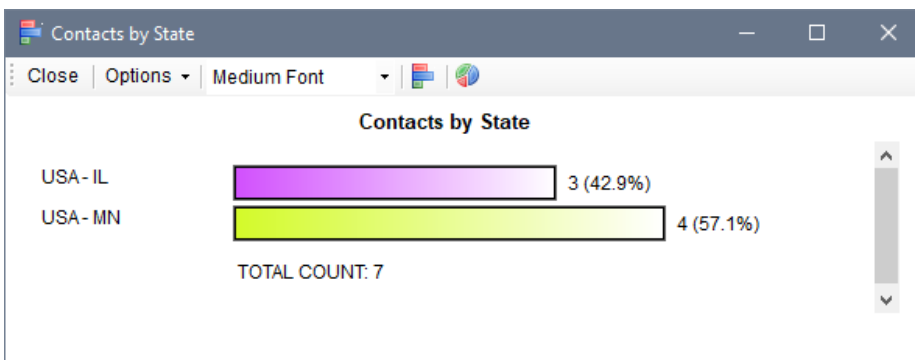 Contacts by State
Close Options Medium Font
Contacts by State
USA - IL 3 (42.9%)
USA - MN 4 (57.1%)
TOTAL COUNT: 7